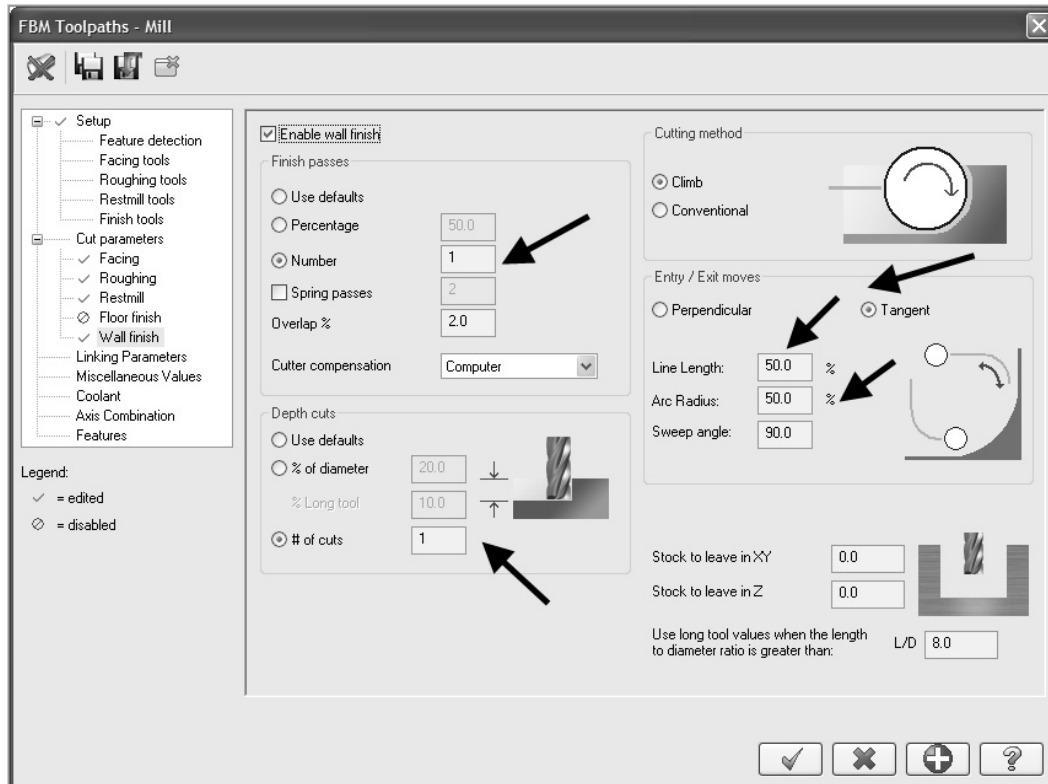 FBM Toolpaths - Mill
Setup
Feature detection
Facing tools
Roughing tools
Restmill tools
Finish tools
Cut parameters
Facing
Roughing
Restmill
Floor finish
Wall finish
Linking Parameters
Miscellaneous Values
Coolant
Axis Combination
Features
Legend:
= edited
= disabled
Enable wall finish
Finish passes
Use defaults
Percentage 50.0
Number 1
Spring passes 2
Overlap % 2.0
Cutter compensation Computer
Depth cuts
Use defaults
% of diameter 20.0
% Long tool 10.0
# of cuts 1
Cutting method
Climb
Conventional
Entry / Exit moves
Perpendicular Tangent
Line Length: 50.0 %
Arc Radius: 50.0 %
Sweep angle: 90.0
Stock to leave in XY 0.0
Stock to leave in Z 0.0
Use long tool values when the length
to diameter ratio is greater than: L/D 8.0